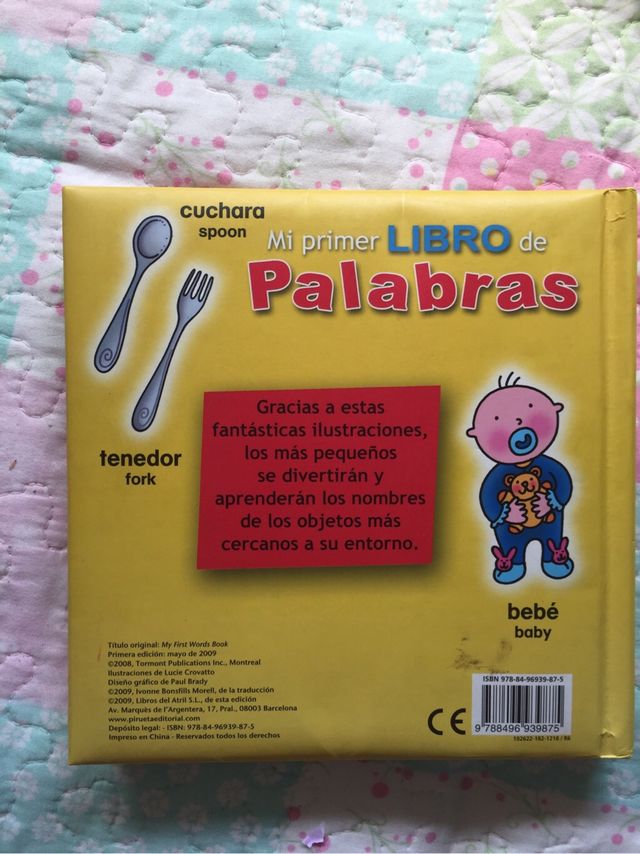 cuchara
spoon
Mi primer LIBRO de
Palabras
tenedor
fork
Gracias a estas
fantásticas ilustraciones,
los más pequeños
se divertirán y
aprenderán los nombres
de los objetos más
cercanos a su entorno.
bebé
baby
Título original: My First Words Book
Primera edición: mayo de 2009
©2008, Tormont Publications Inc., Montreal
Ilustraciones de Lucie Crovatto
Diseño gráfico de Paul Brady
©2009, Ivonne Bonsfills Morell, de la traducción
©2009, Libros del Atril S.L., de esta edición
Av. Marquès de l'Argentera, 17, Pral., 08003 Barcelona
www.piruetaeditorial.com
Depósito legal: - ISBN: 978-84-96939-87-5
Impreso en China - Reservados todos los derechos
CE
ISBN 978-84-96939-87-5
9 788496 939875
102622-182-1218 / 86